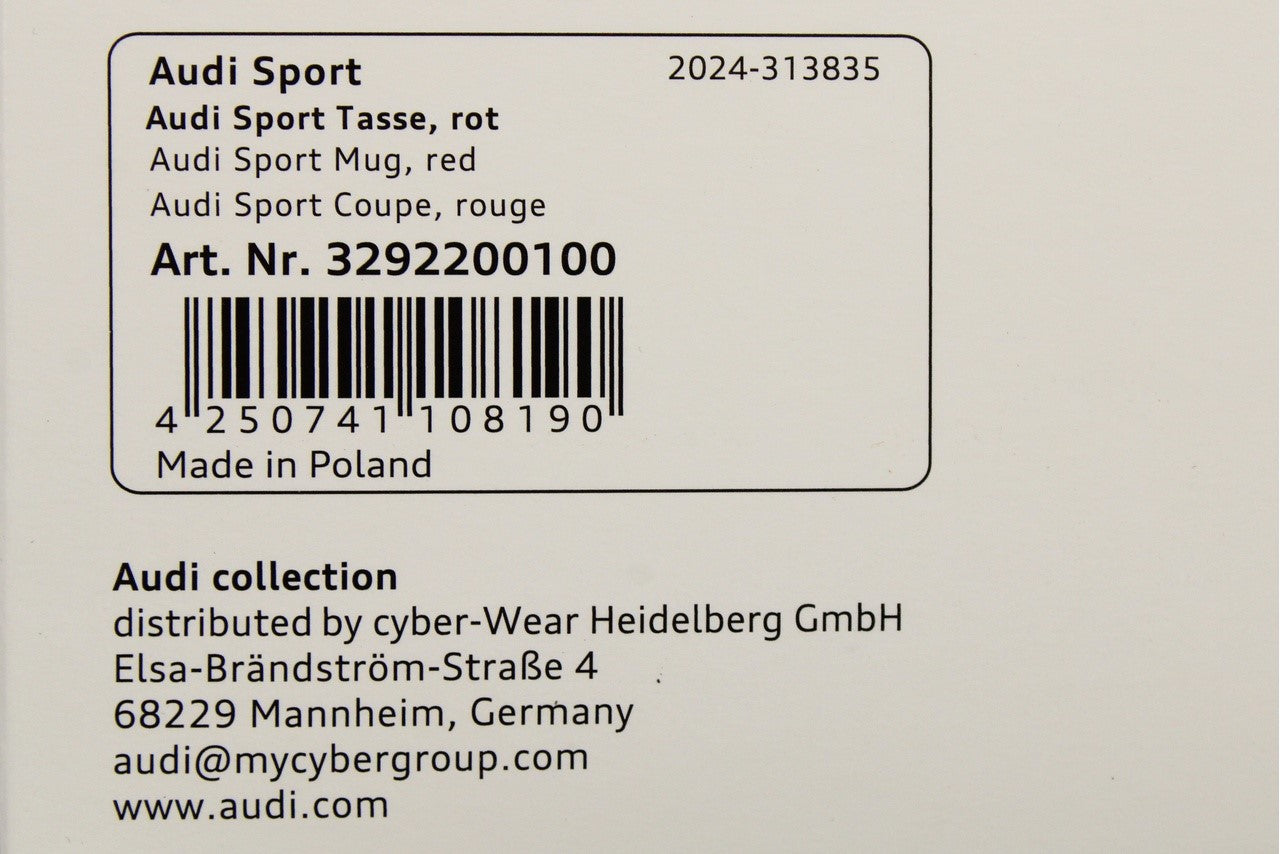 Audi Sport 2024-313835
Audi Sport Tasse, rot
Audi Sport Mug, red
Audi Sport Coupe, rouge
Art. Nr. 3292200100
4 250741 108190
Made in Poland
Audi collection
distributed by cyber-Wear Heidelberg GmbH
Elsa-Brändström-Straße 4
68229 Mannheim, Germany
audi@mycybergroup.com
www.audi.com